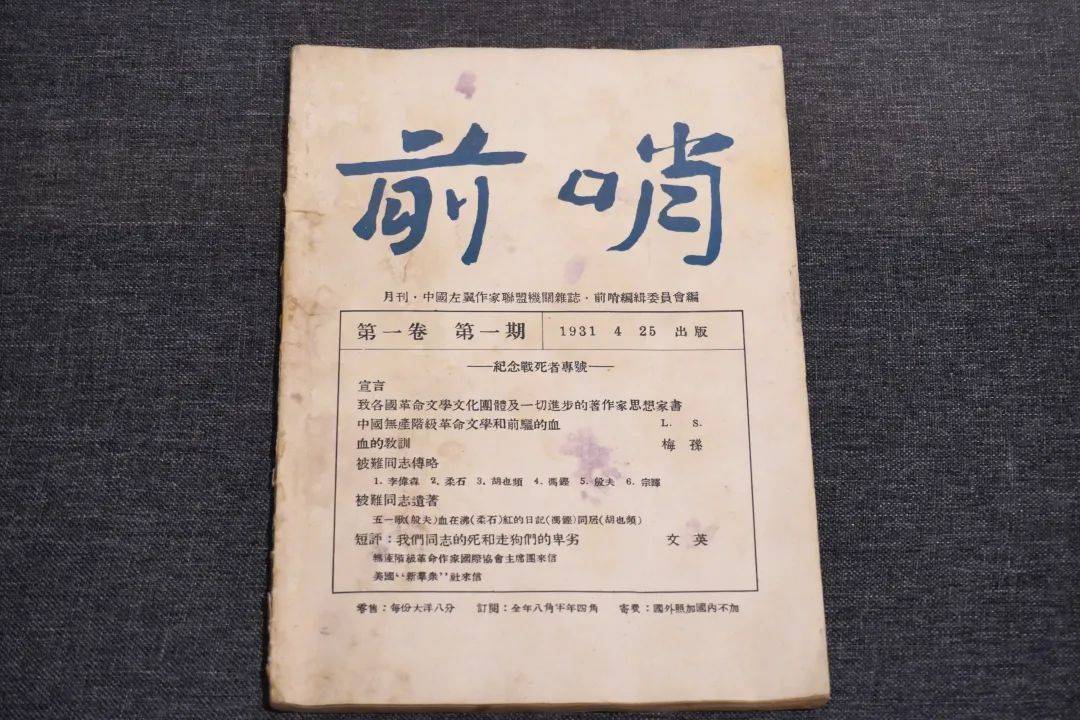 前哨
月刊·中國左翼作家聯盟機關雜誌·前哨編緝委員會編
第一卷 第一期 1931 4 25 出版
——紀念戰死者專號——
宣言
致各國革命文學文化團體及一切進步的著作家思想家書
中國無產階級革命文學和前驅的血 L. S.
血的教訓 梅孫
被難同志傳略
1. 李偉森 2. 柔石 3. 胡也頻 4. 馮鏗 5. 殷夫 6. 宗暉
被難同志遺著
五一歌(殷夫)血在沸(柔石)紅的日記(馮鏗)同居(胡也頻)
短評：我們同志的死和走狗們的卑劣 文英
產階級革命作家國際協會主席團來信
美國“新羣衆”社來信
零售：每份大洋八分 訂閱：全年八角半年四角 寄費：國外照加國內不加